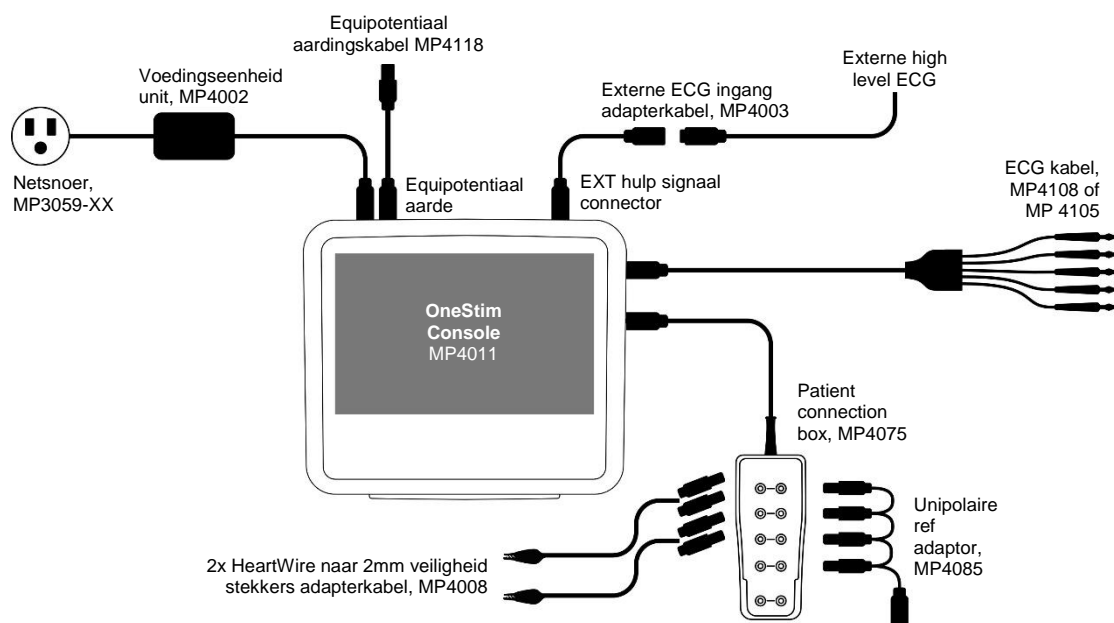 Equipotentiaal
aardingskabel MP4118
Voedingseenheid
unit, MP4002
Externe ECG ingang
adapterkabel, MP4003
Externe high
level ECG
Netsnoer,
MP3059-XX
Equipotentiaal
aarde
EXT hulp signaal
connector
ECG kabel,
MP4108 of
MP 4105
OneStim
Console
MP4011
Patient
connection
box, MP4075
Unipolaire
ref
adaptor,
MP4085
2x HeartWire naar 2mm veiligheid
stekkers adapterkabel, MP4008